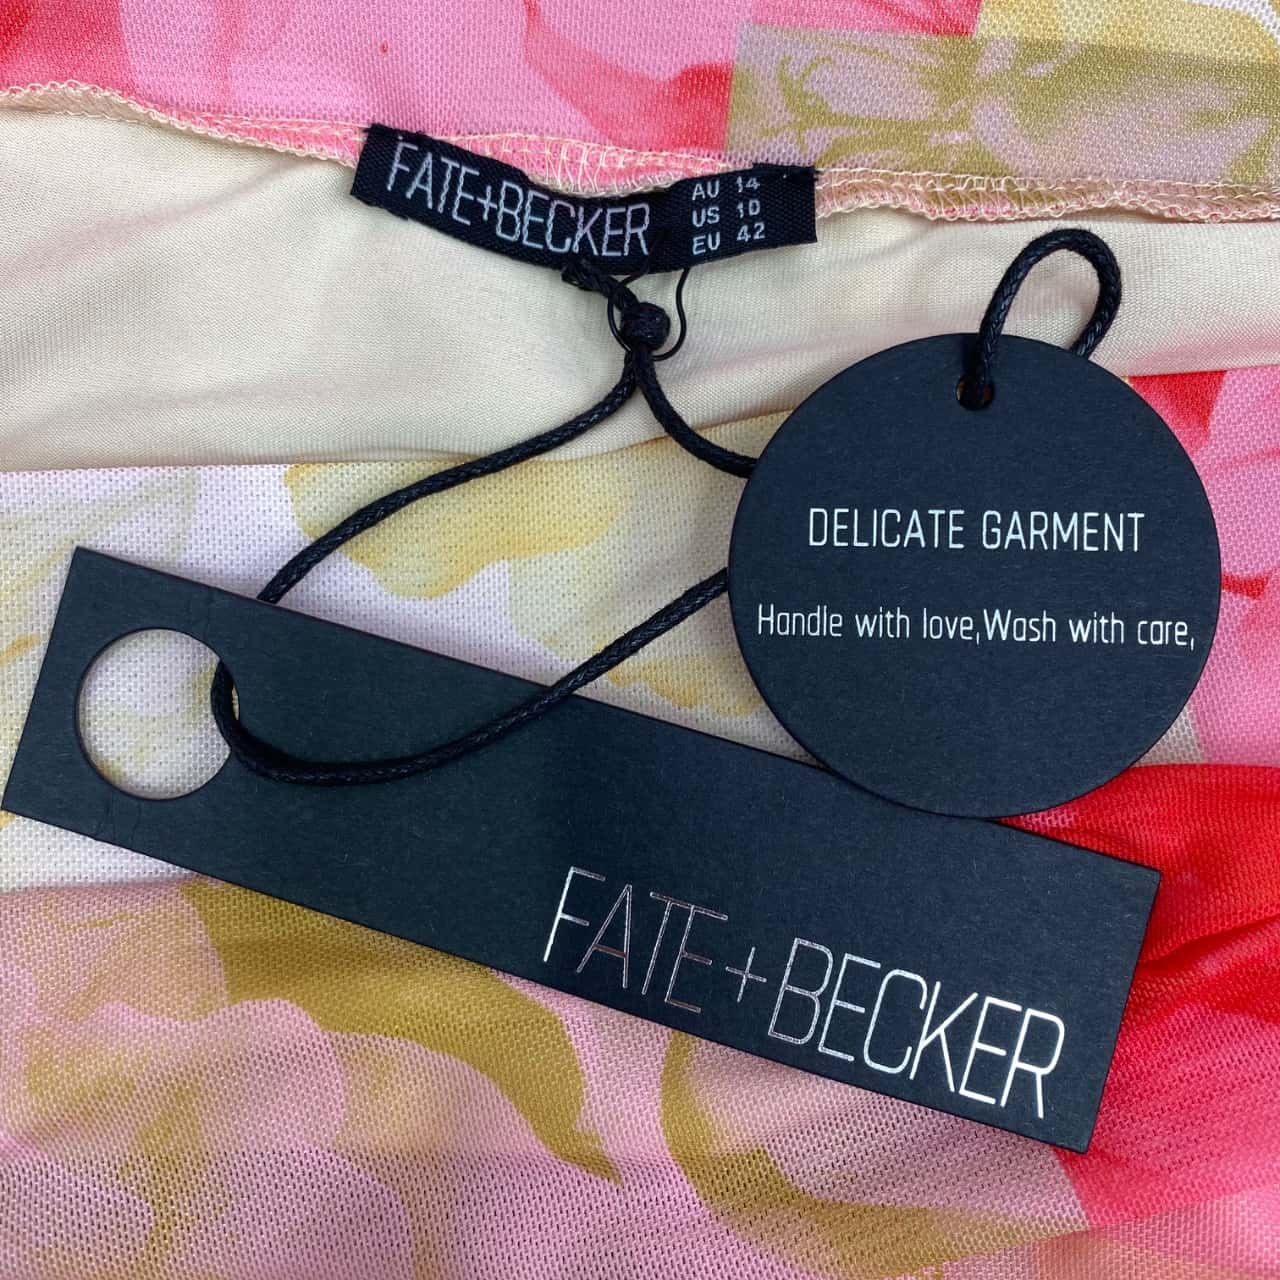 FATE+BECKER
AU 14
US 10
EU 42
DELICATE GARMENT
Handle with love,Wash with care,
FATE+BECKER